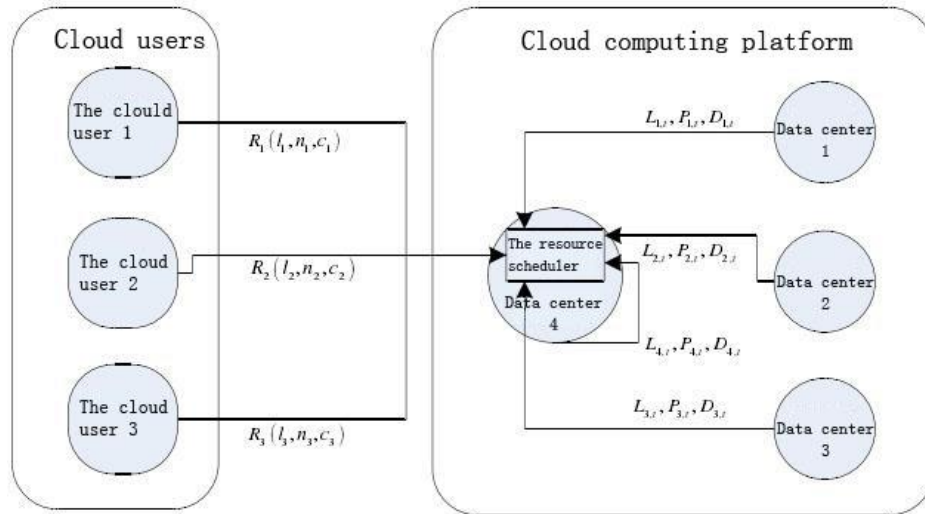 Cloud users
The clould
user 1
The cloud
user 2
The cloud
user 3
R₁(l₁,n₁,c₁)
R₂(l₂,n₂,c₂)
R₃(l₃,n₃,c₃)
Cloud computing platform
L₁,ₜ,P₁,ₜ,D₁,ₜ
Data center
1
The resource
scheduler
Data center
4
L₂,ₜ,P₂,ₜ,D₂,ₜ
Data center
2
L₄,ₜ,P₄,ₜ,D₄,ₜ
L₃,ₜ,P₃,ₜ,D₃,ₜ
Data center
3